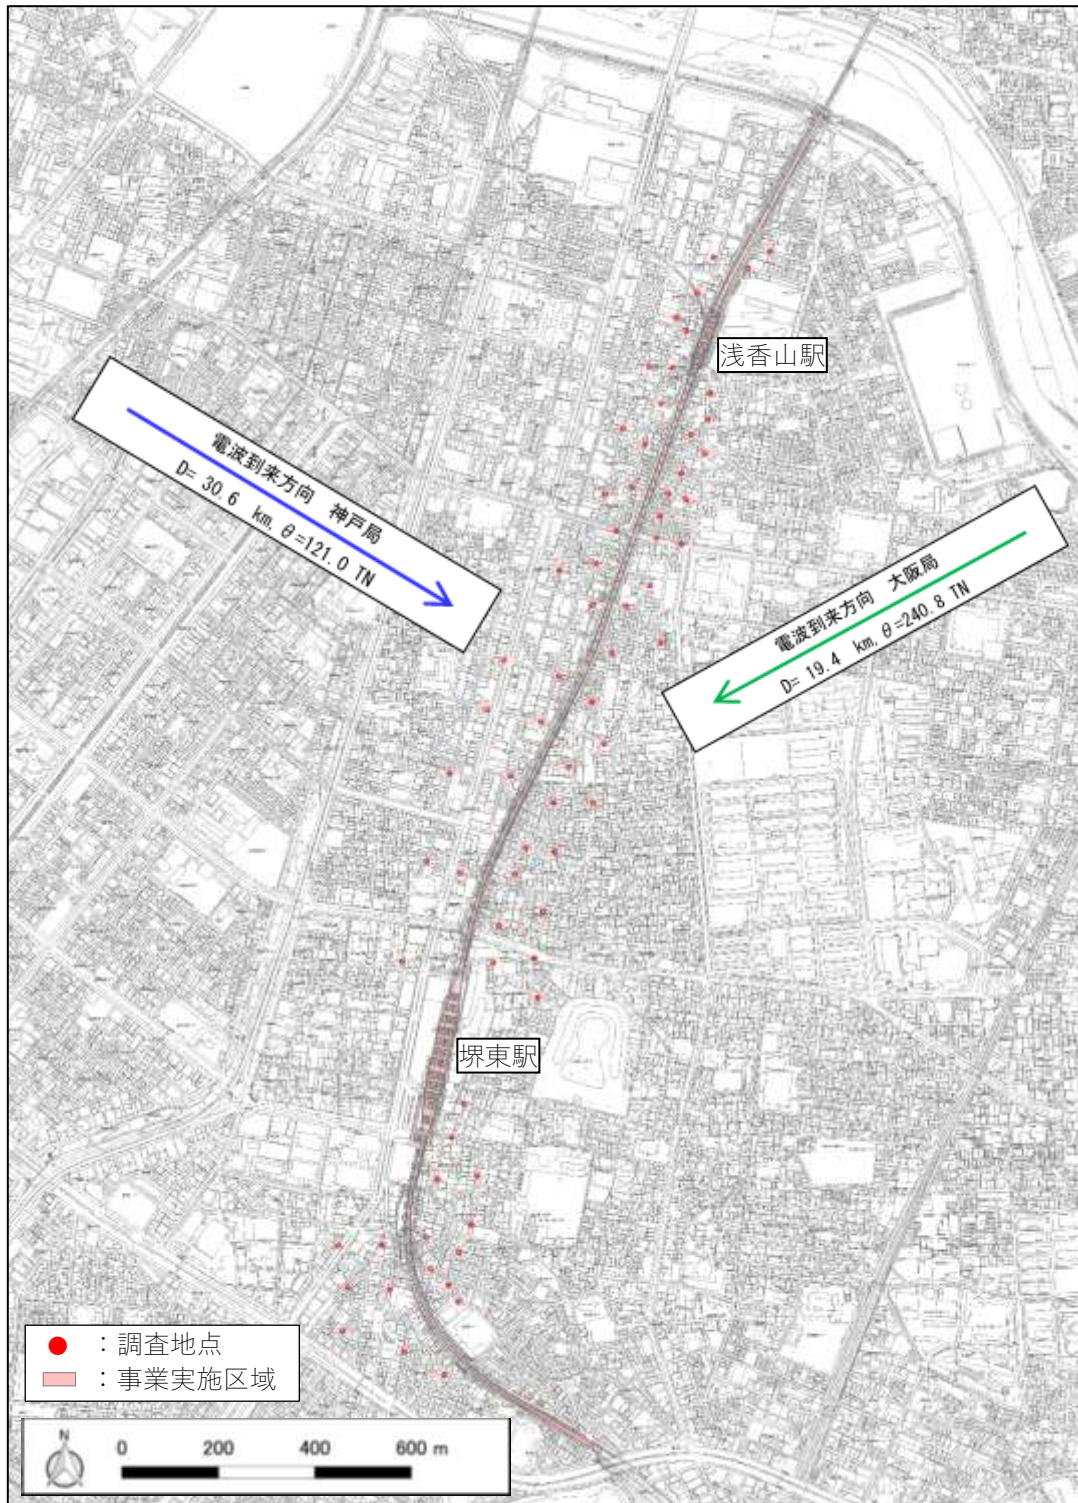 浅香山駅
電波到来方向　神戸局
D= 30.6　km, θ=121.0 TN
電波到来方向　大阪局
D= 19.4　km, θ=240.8 TN
堺東駅
：調査地点
：事業実施区域
N
0 200 400 600 m